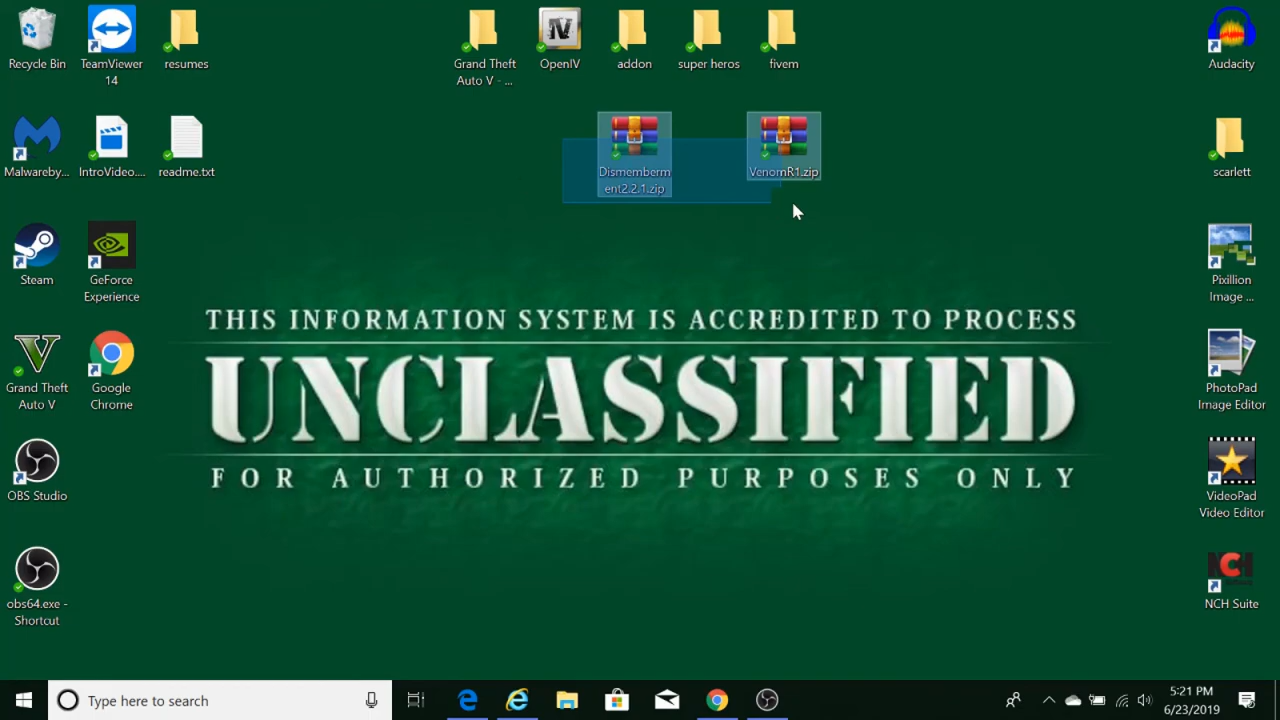 Recycle Bin
TeamViewer
14
resumes
Grand Theft
Auto V - ...
OpenIV
addon
super heros
fivem
Audacity
Malwareby...
IntroVideo....
readme.txt
Dismemberm
ent2.2.1.zip
VenomR1.zip
scarlett
Steam
GeForce
Experience
Pixillion
Image ...
THIS INFORMATION SYSTEM IS ACCREDITED TO PROCESS
UNCLASSIFIED
FOR AUTHORIZED PURPOSES ONLY
Grand Theft
Auto V
Google
Chrome
PhotoPad
Image Editor
OBS Studio
VideoPad
Video Editor
obs64.exe -
Shortcut
NCH
NCH Suite
Type here to search
5:21 PM
6/23/2019